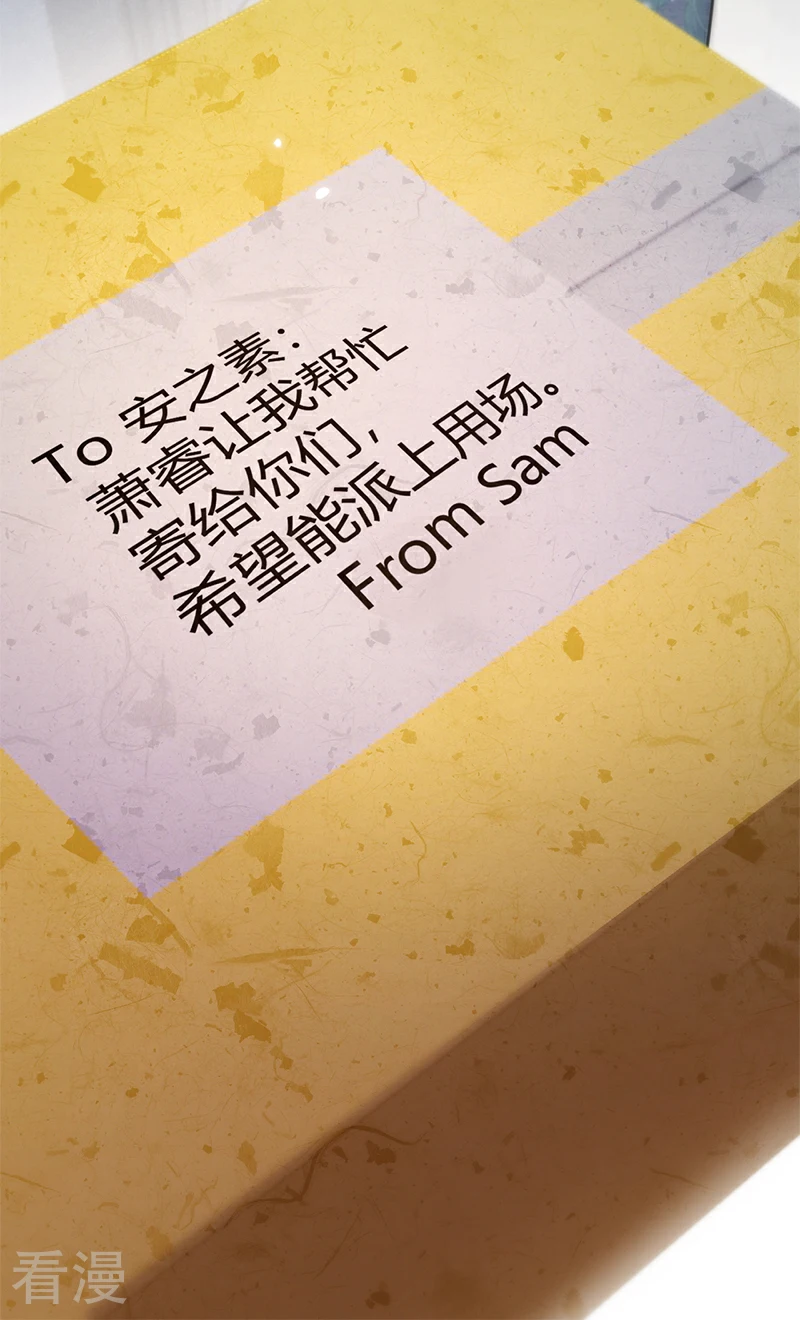 To 安之素：
萧睿让我帮忙
寄给你们，
希望能派上用场。
From Sam
看漫